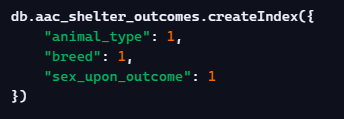 db.aac_shelter_outcomes.createIndex({
    "animal_type": 1,
    "breed": 1,
    "sex_upon_outcome": 1
})